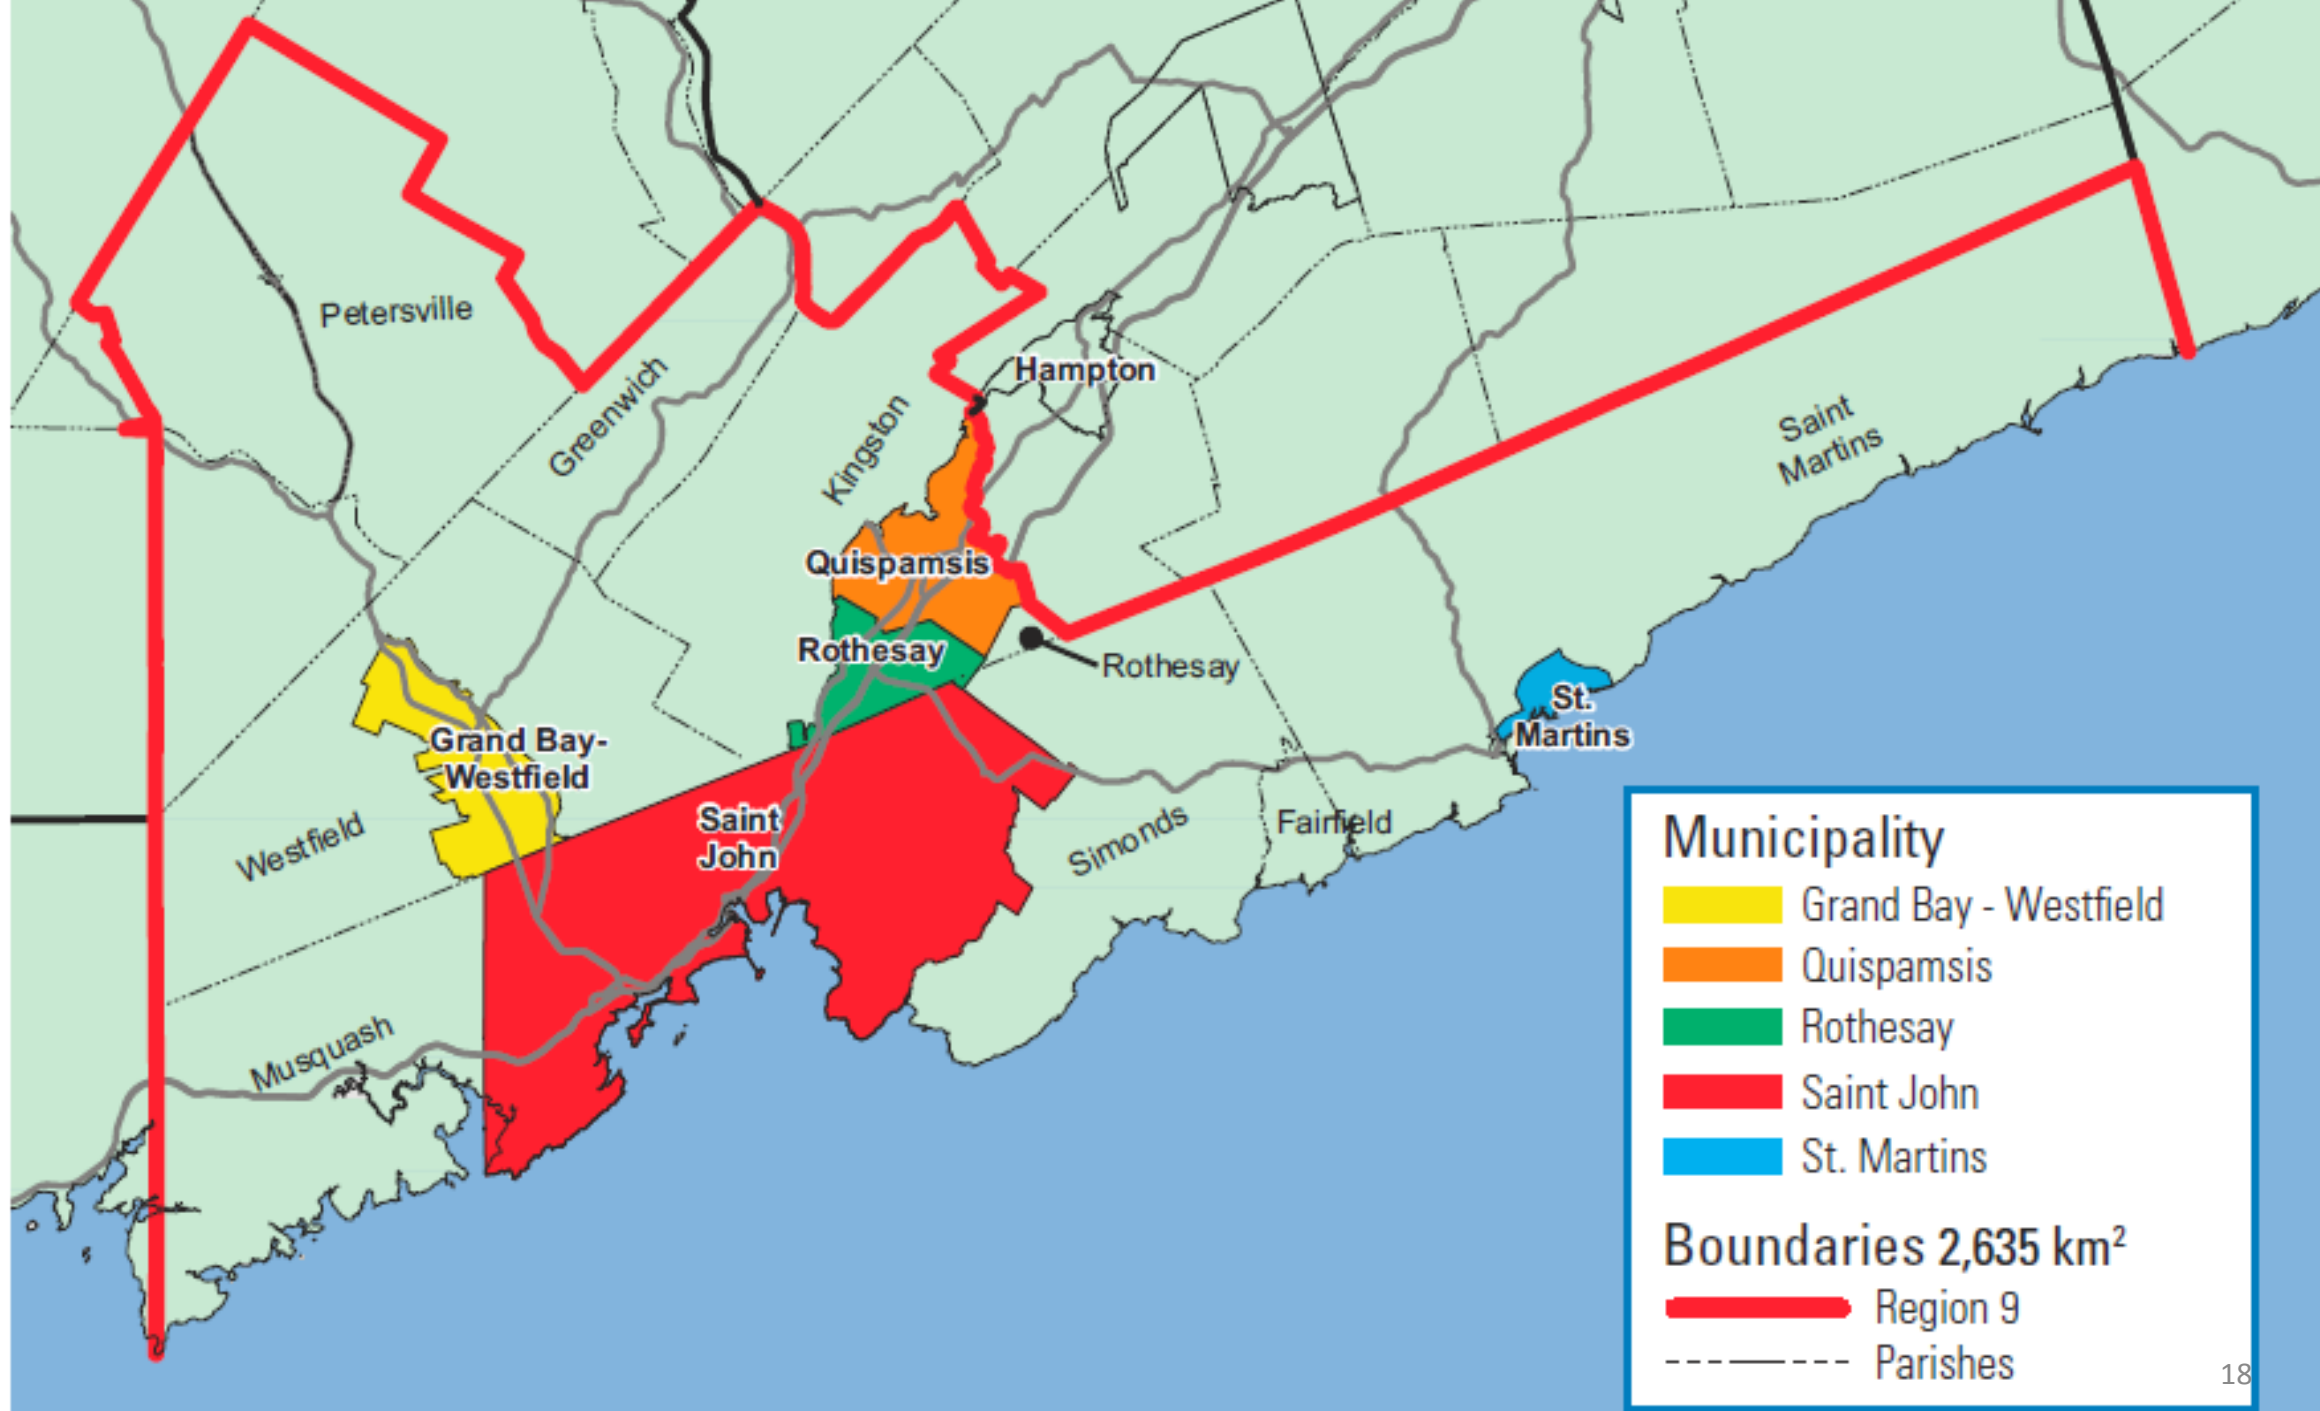 Petersville
Greenwich
Kingston
Hampton
Saint
Martins
Quispamsis
Rothesay
Rothesay
St.
Martins
Grand Bay-
Westfield
Saint
John
Westfield
Simonds
Fairfield
Musquash
Municipality
Grand Bay - Westfield
Quispamsis
Rothesay
Saint John
St. Martins
Boundaries 2,635 km²
Region 9
Parishes
18